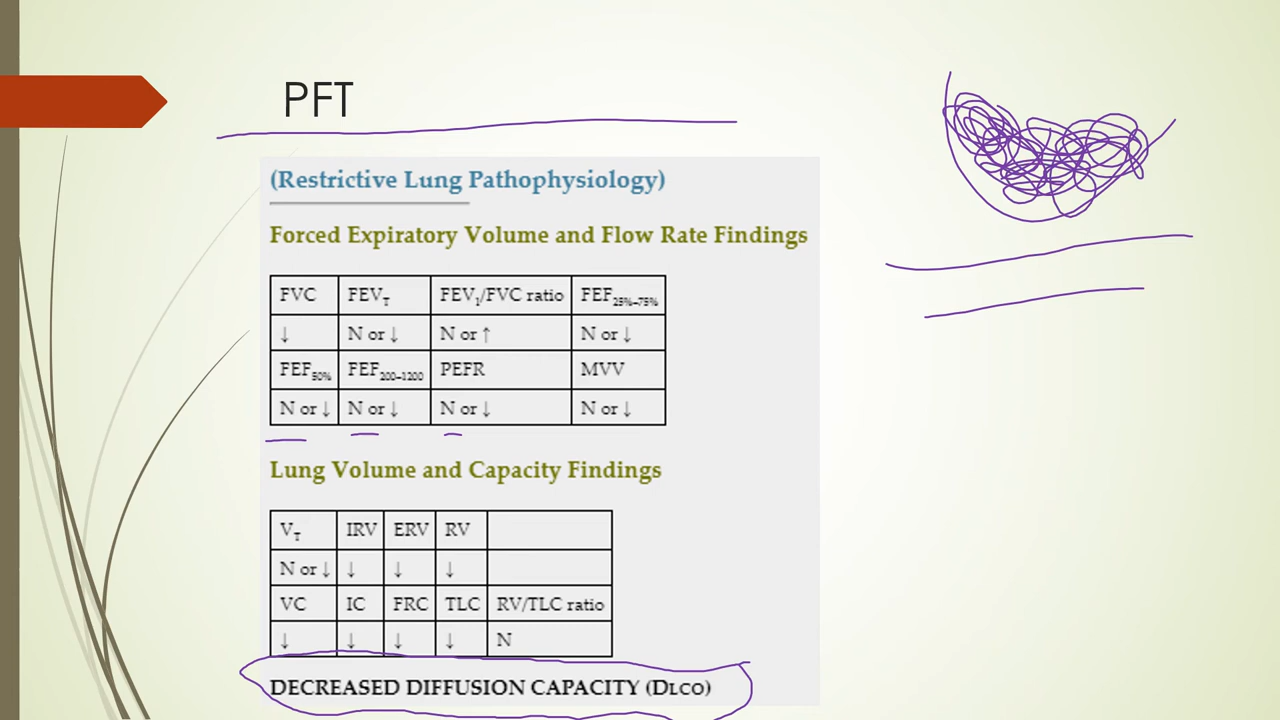 PFT
(Restrictive Lung Pathophysiology)
Forced Expiratory Volume and Flow Rate Findings
FVC FEVT FEV1/FVC ratio FEF25%–75%
↓ N or ↓ N or ↑ N or ↓
FEF50% FEF200–1200 PEFR MVV
N or ↓ N or ↓ N or ↓ N or ↓
Lung Volume and Capacity Findings
VT IRV ERV RV
N or ↓ ↓ ↓ ↓
VC IC FRC TLC RV/TLC ratio
↓ ↓ ↓ ↓ N
DECREASED DIFFUSION CAPACITY (DLCO)